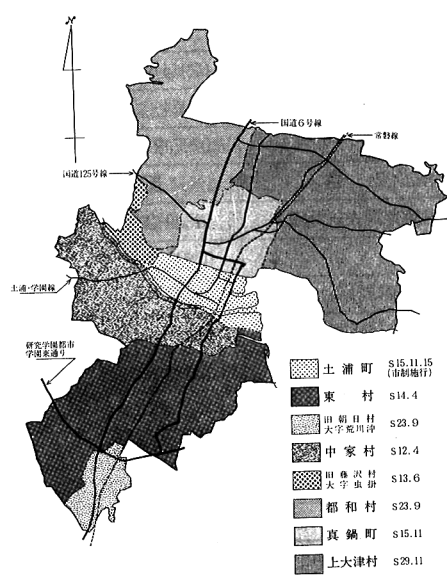 N
国道6号線
常磐線
国道125号線
土浦・学園線
研究学園都市
学園東通り
土浦町 S15.11.15
(市制施行)
東村 S14.4
旧朝日村
大字荒川沖 S23.9
中家村 S12.4
旧藤沢村
大字虫掛 S13.6
都和村 S23.9
真鍋町 S15.11
上大津村 S29.11